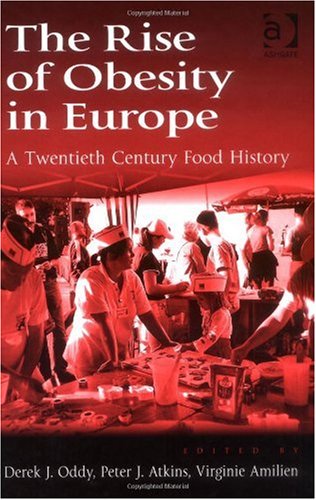 Copyrighted Material
The Rise
of Obesity
in Europe
a
ASHGATE
A Twentieth Century Food History
EDITED BY
Derek J. Oddy, Peter J. Atkins, Virginie Amilien
Copyrighted Material